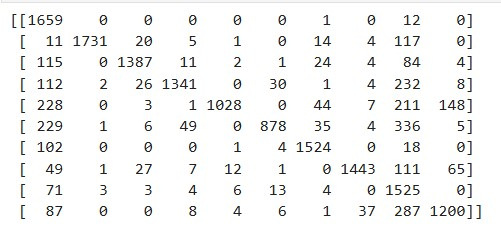 [[1659 0 0 0 0 0 1 0 12 0]
[ 11 1731 20 5 1 0 14 4 117 0]
[ 115 0 1387 11 2 1 24 4 84 4]
[ 112 2 26 1341 0 30 1 4 232 8]
[ 228 0 3 1 1028 0 44 7 211 148]
[ 229 1 6 49 0 878 35 4 336 5]
[ 102 0 0 0 1 4 1524 0 18 0]
[ 49 1 27 7 12 1 0 1443 111 65]
[ 71 3 3 4 6 13 4 0 1525 0]
[ 87 0 0 8 4 6 1 37 287 1200]]